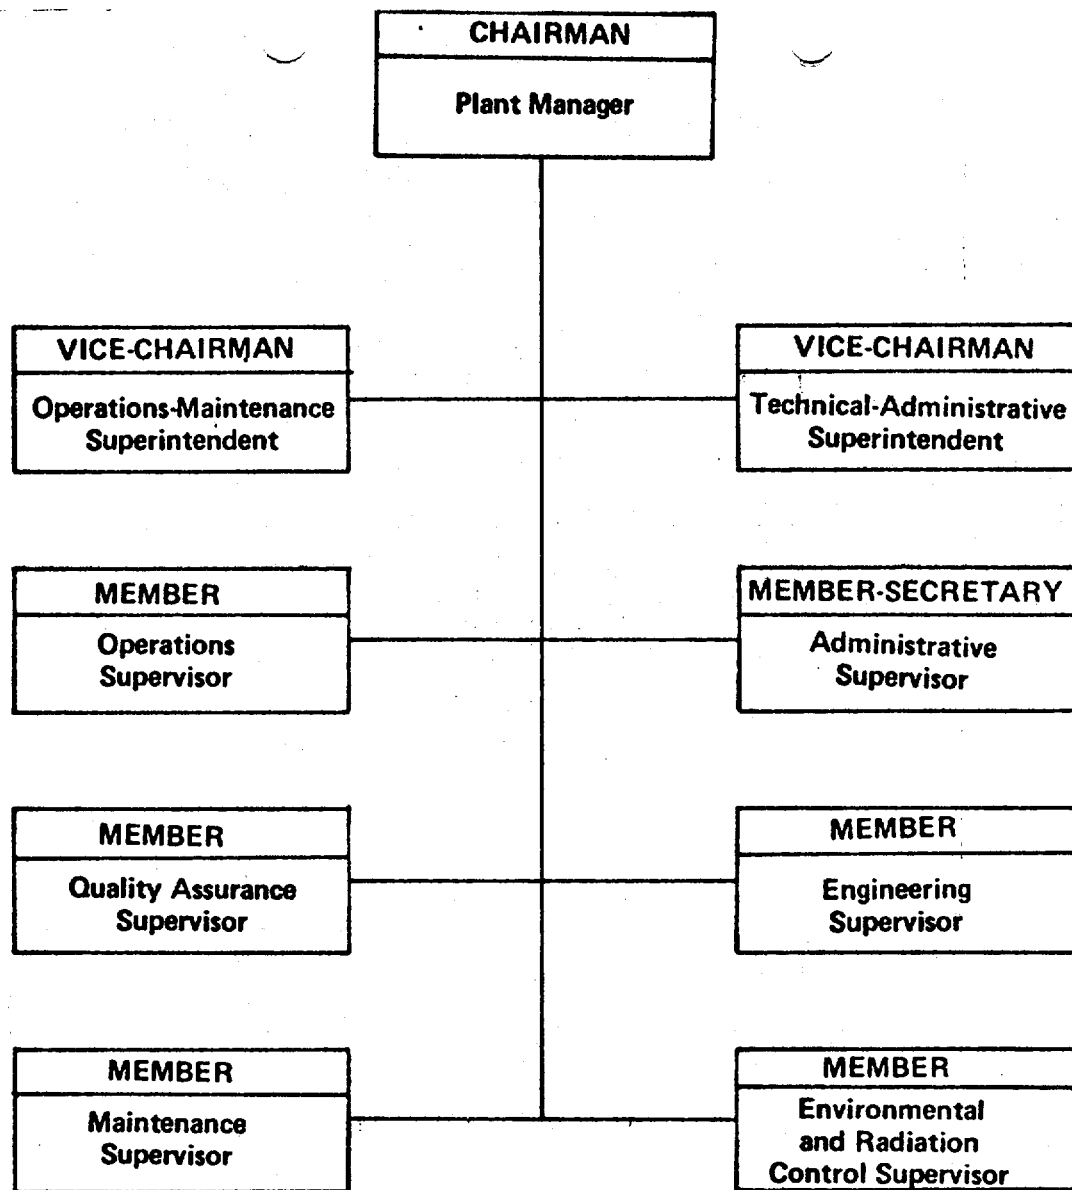 CHAIRMAN
Plant Manager
VICE-CHAIRMAN
Operations-Maintenance
Superintendent
VICE-CHAIRMAN
Technical-Administrative
Superintendent
MEMBER
Operations
Supervisor
MEMBER-SECRETARY
Administrative
Supervisor
MEMBER
Quality Assurance
Supervisor
MEMBER
Engineering
Supervisor
MEMBER
Maintenance
Supervisor
MEMBER
Environmental
and Radiation
Control Supervisor